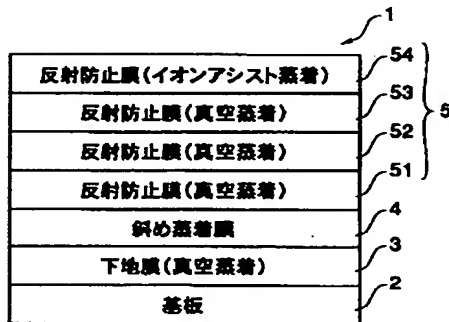 1
反射防止膜(イオンアシスト蒸着) 54
反射防止膜(真空蒸着) 53
5
反射防止膜(真空蒸着) 52
反射防止膜(真空蒸着) 51
斜め蒸着膜 4
下地膜(真空蒸着) 3
基板 2